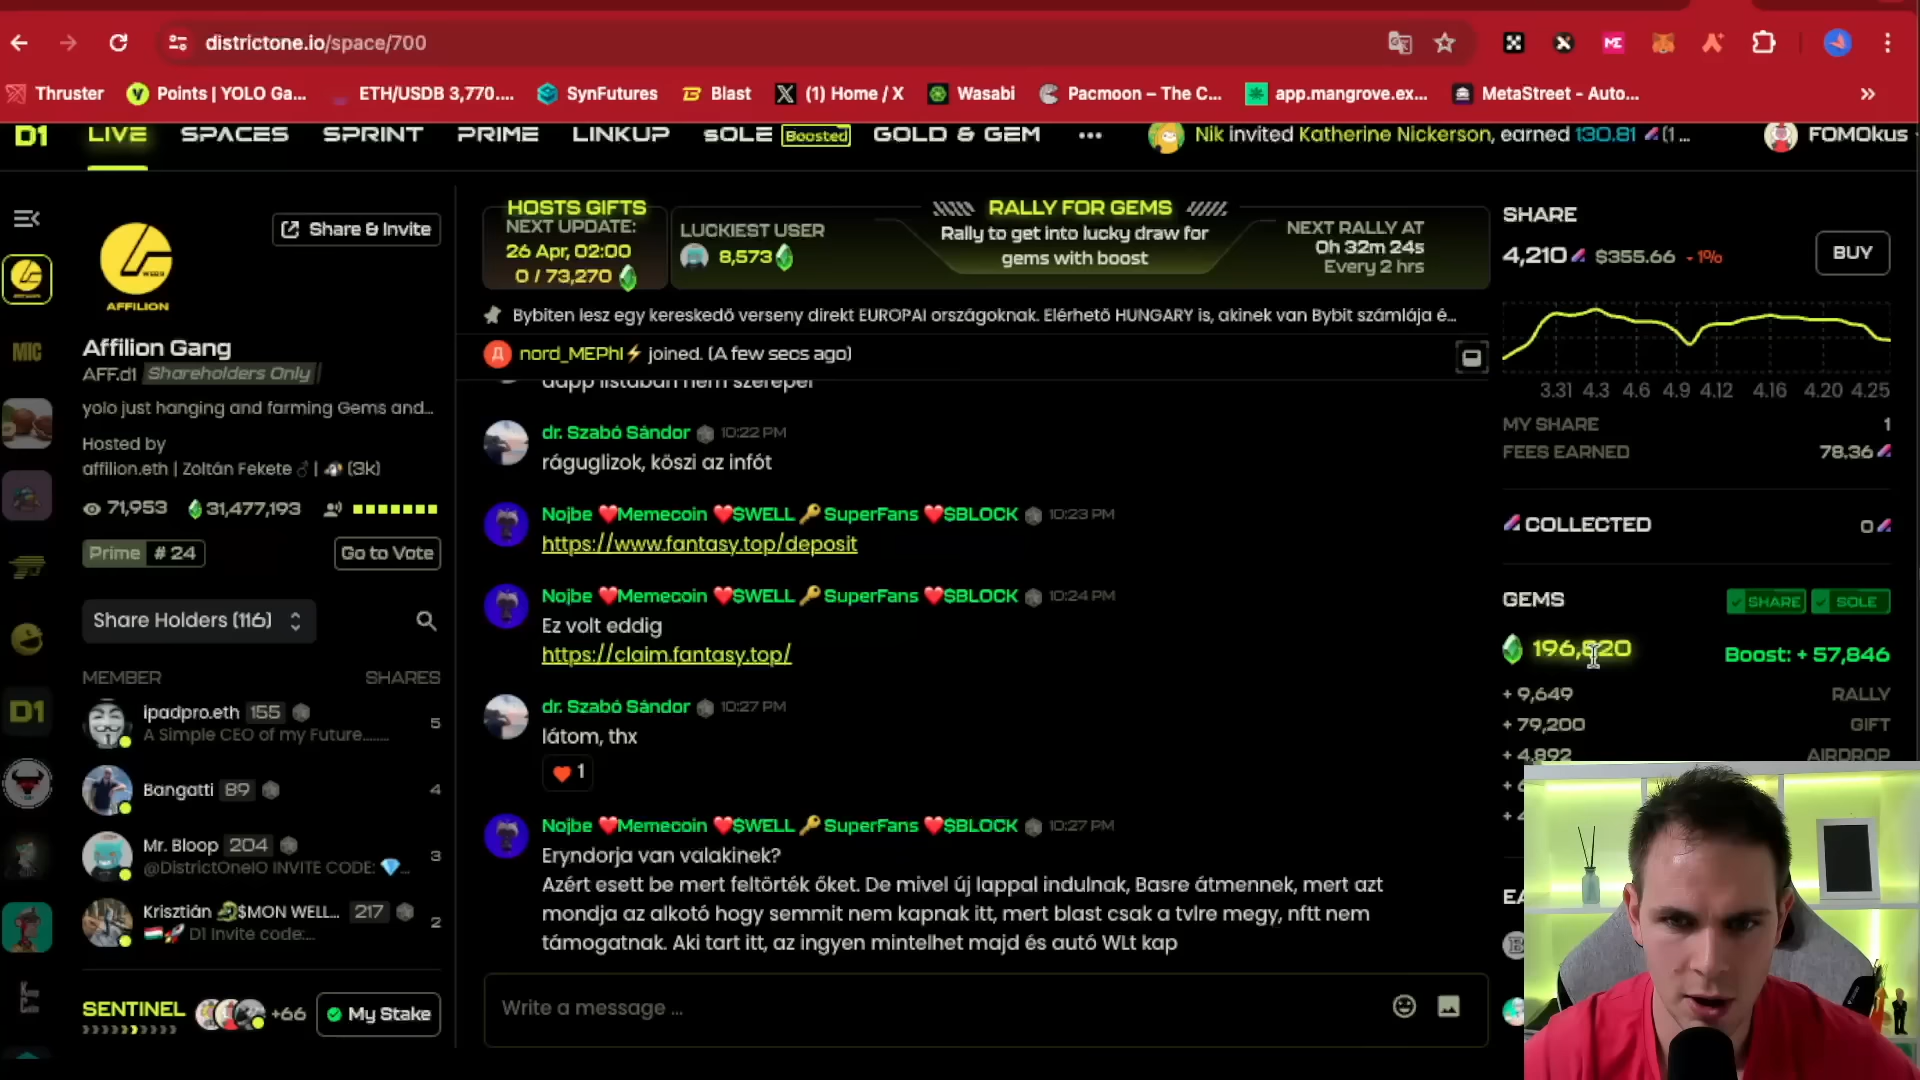 districtone.io/space/700
Thruster
Points | YOLO Ga...
ETH/USDB 3,770....
SynFutures
Blast
(1) Home / X
Wasabi
Pacmoon – The C...
app.mangrove.ex...
MetaStreet - Auto...
»
D1
LIVE
SPACES
SPRINT
PRIME
LINKUP
sOLE Boosted
GOLD & GEM
Nik invited Katherine Nickerson, earned 130.81 (1 ...
FOMOkus
AFFILION
Share & Invite
Affilion Gang
AFF.d1 Shareholders Only
yolo just hanging and farming Gems and...
Hosted by
affilion.eth | Zoltán Fekete ♂ | (3k)
71,953
31,477,193
Prime # 24
Go to Vote
Share Holders (116)
MEMBER SHARES
ipadpro.eth 155
A Simple CEO of my Future........
5
Bangatti 89
4
Mr. Bloop 204
@DistrictOneIO INVITE CODE: 💎...
3
Krisztián $MON WELL... 217
🇭🇺🚀 D1 Invite code:...
2
SENTINEL
+66
My Stake
MIC
D1
HOSTS GIFTS
NEXT UPDATE:
26 Apr, 02:00
0 / 73,270
LUCKIEST USER
8,573
RALLY FOR GEMS
Rally to get into lucky draw for
gems with boost
NEXT RALLY AT
0h 32m 24s
Every 2 hrs
Bybiten lesz egy kereskedő verseny direkt EUROPAI országoknak. Elérhető HUNGARY is, akinek van Bybit számlája é...
nord_MEPhI⚡ joined. (A few secs ago)
dapp listában nem szerepel
dr. Szabó Sándor 10:22 PM
ráguglizok, köszi az infót
Nojbe ❤️Memecoin ❤️$WELL 🔑SuperFans ❤️$BLOCK 10:23 PM
https://www.fantasy.top/deposit
Nojbe ❤️Memecoin ❤️$WELL 🔑SuperFans ❤️$BLOCK 10:24 PM
Ez volt eddig
https://claim.fantasy.top/
dr. Szabó Sándor 10:27 PM
látom, thx
❤️ 1
Nojbe ❤️Memecoin ❤️$WELL 🔑SuperFans ❤️$BLOCK 10:27 PM
Eryndorja van valakinek?
Azért esett be mert feltörték őket. De mivel új lappal indulnak, Basre átmennek, mert azt
mondja az alkotó hogy semmit nem kapnak itt, mert blast csak a tvlre megy, nftt nem
támogatnak. Aki tart itt, az ingyen mintelhet majd és autó WLt kap
Write a message ...
SHARE
4,210 $355.66 -1%
BUY
3.31 4.3 4.6 4.9 4.12 4.16 4.20 4.25
MY SHARE 1
FEES EARNED 78.36
COLLECTED 0
GEMS
SHARE
SOLE
196,820
Boost: + 57,846
+ 9,649 RALLY
+ 79,200 GIFT
+ 4,892 AIRDROP